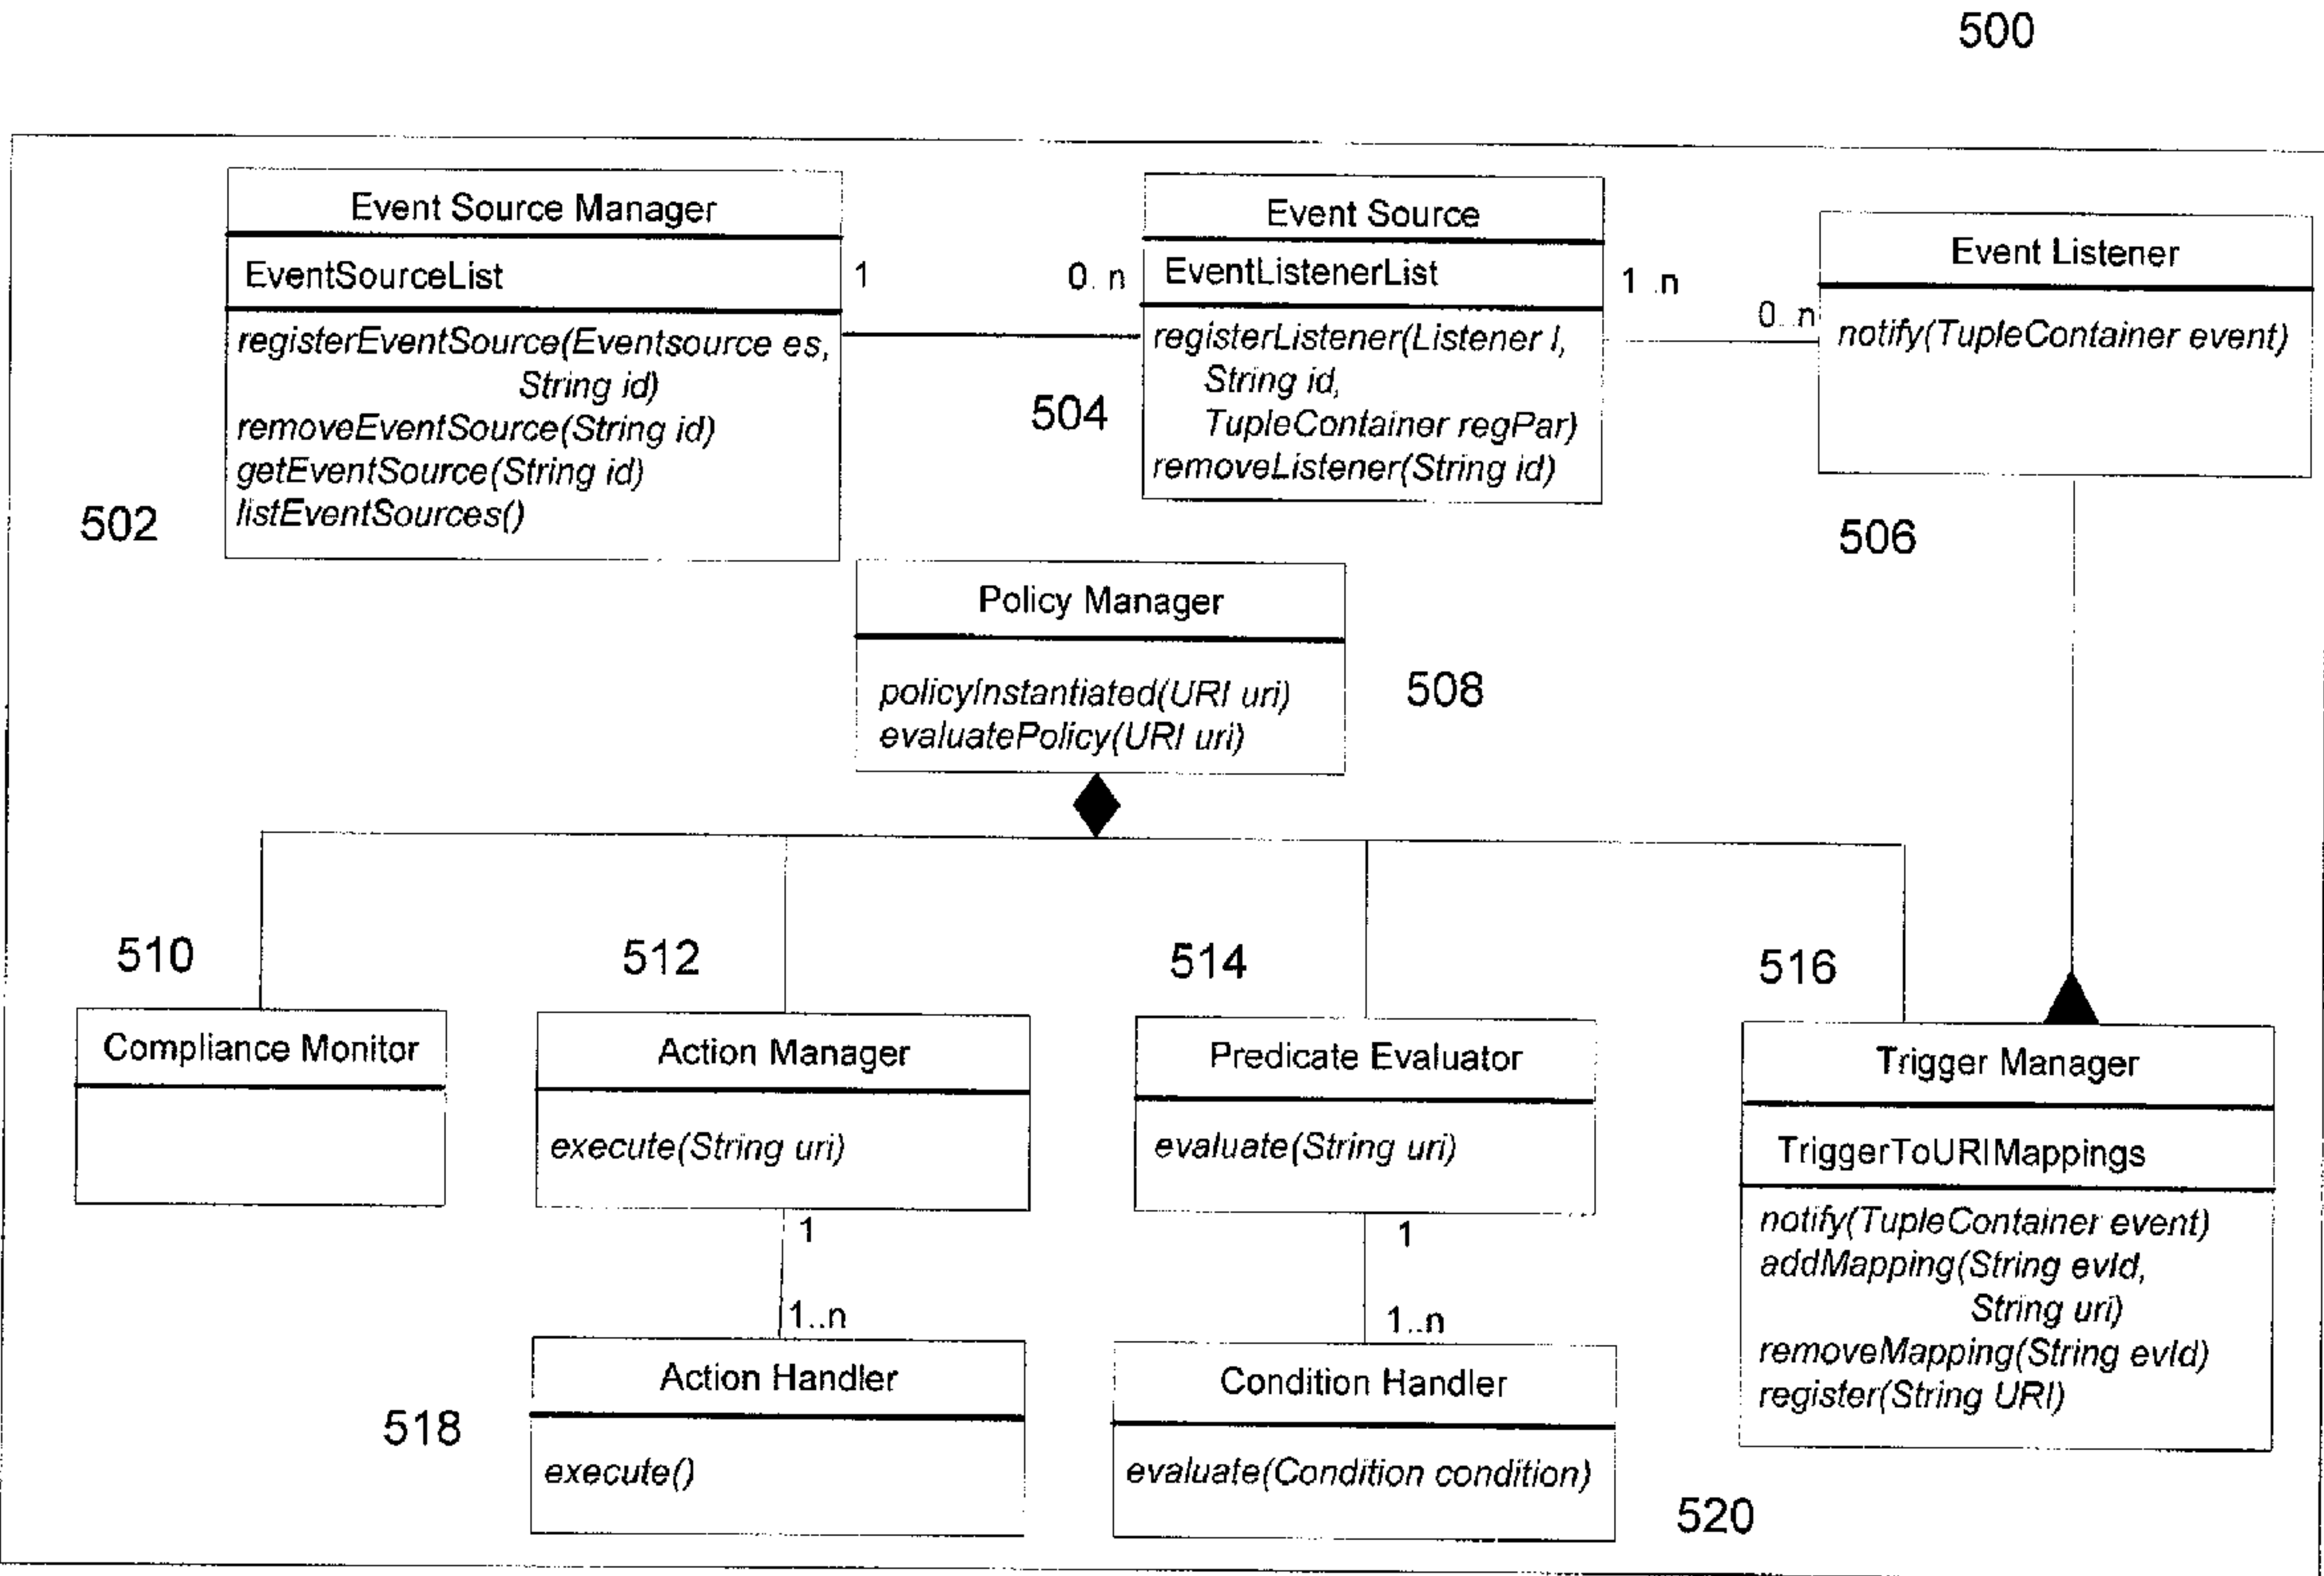 500
Event Source Manager
EventSourceList
registerEventSource(Eventsource es,
String id)
removeEventSource(String id)
getEventSource(String id)
listEventSources()
502
1
0. n
504
Event Source
EventListenerList
registerListener(Listener l,
String id,
TupleContainer regPar)
removeListener(String id)
1 .n
0..n
Event Listener
notify(TupleContainer event)
506
Policy Manager
policyInstantiated(URI uri)
evaluatePolicy(URI uri)
508
510
Compliance Monitor
512
Action Manager
execute(String uri)
514
Predicate Evaluator
evaluate(String uri)
516
Trigger Manager
TriggerToURIMappings
notify(TupleContainer event)
addMapping(String evId,
String uri)
removeMapping(String evId)
register(String URI)
1
1..n
518
Action Handler
execute()
1
1..n
Condition Handler
evaluate(Condition condition)
520